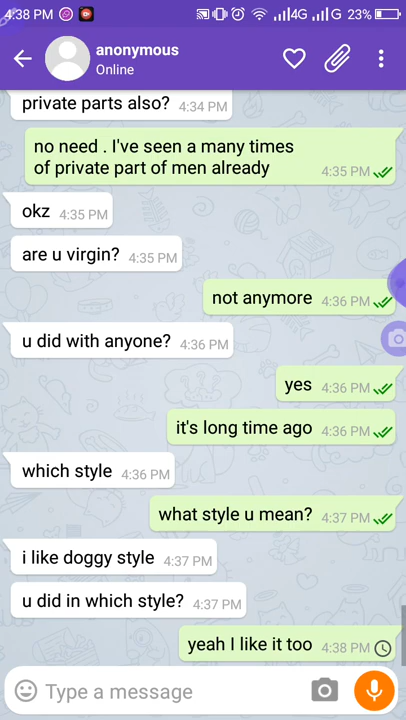 4:38 PM
4G G 23%
anonymous
Online
private parts also? 4:34 PM
no need . I've seen a many times
of private part of men already 4:35 PM
okz 4:35 PM
are u virgin? 4:35 PM
not anymore 4:36 PM
u did with anyone? 4:36 PM
yes 4:36 PM
it's long time ago 4:36 PM
which style 4:36 PM
what style u mean? 4:37 PM
i like doggy style 4:37 PM
u did in which style? 4:37 PM
yeah I like it too 4:38 PM
Type a message